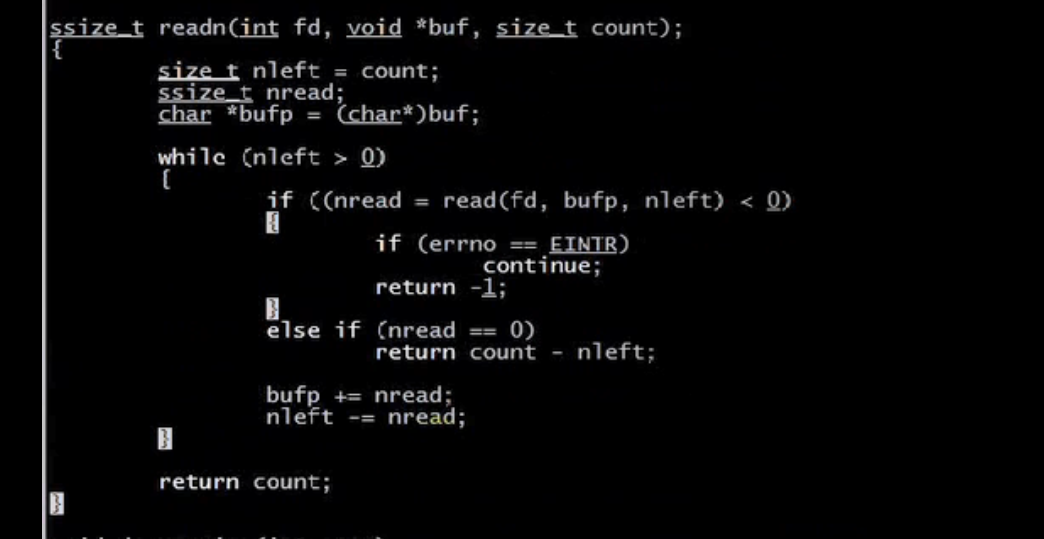 ssize_t readn(int fd, void *buf, size_t count);
{
size_t nleft = count;
ssize_t nread;
char *bufp = (char*)buf;
while (nleft > 0)
{
if ((nread = read(fd, bufp, nleft) < 0)
{
if (errno == EINTR)
continue;
return -1;
}
else if (nread == 0)
return count - nleft;
bufp += nread;
nleft -= nread;
}
return count;
}